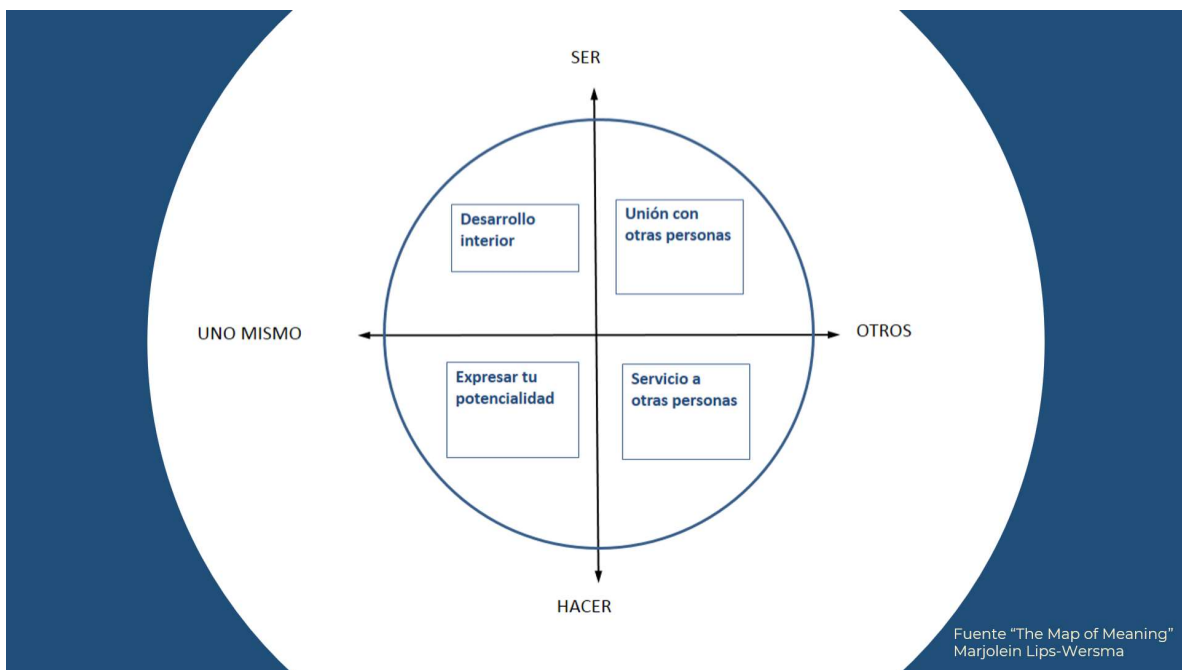 SER
Desarrollo
interior
Unión con
otras personas
UNO MISMO
OTROS
Expresar tu
potencialidad
Servicio a
otras personas
HACER
Fuente “The Map of Meaning”
Marjolein Lips-Wersma